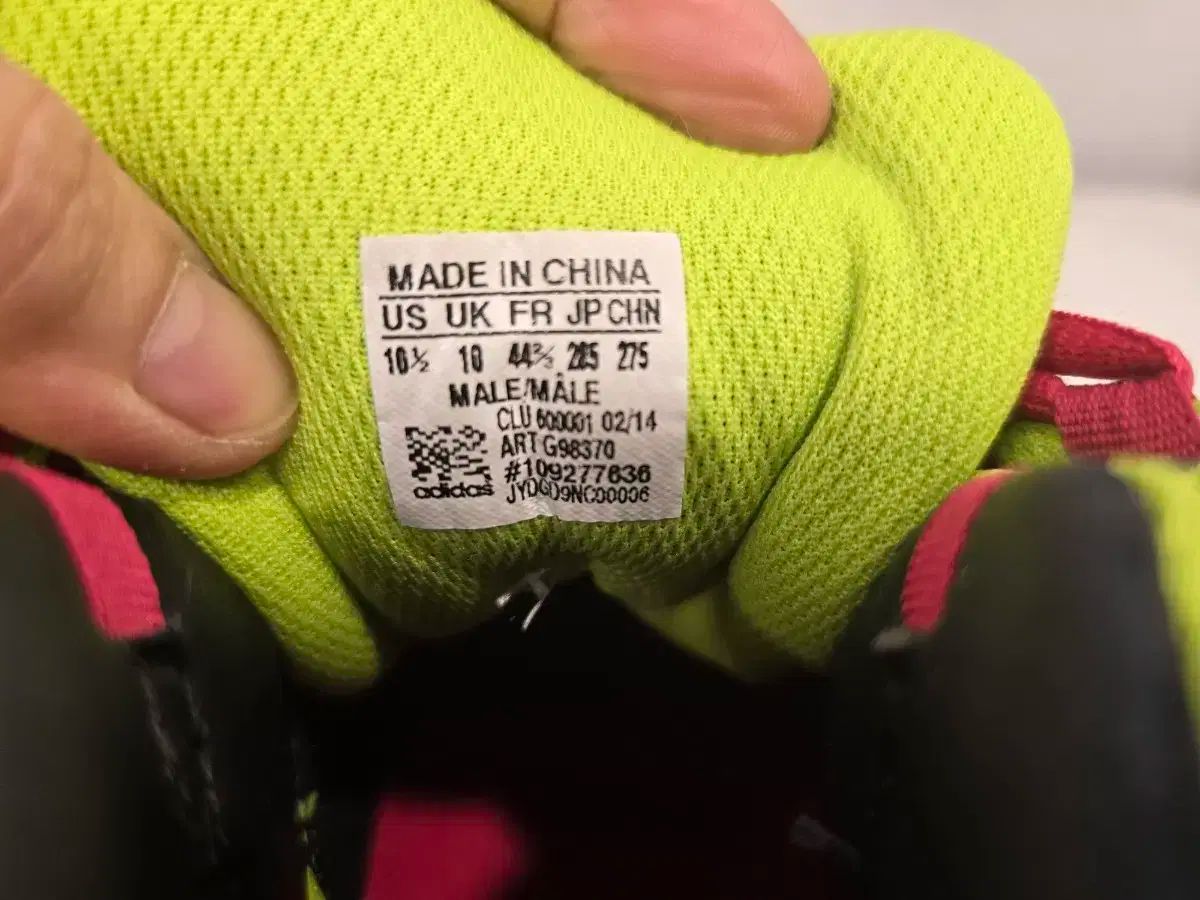 MADE IN CHINA
US UK FR JP CHN
10½ 10 44⅔ 285 275
MALE/MÂLE
CLU 600001 02/14
ART G98370
#109277636
adidas